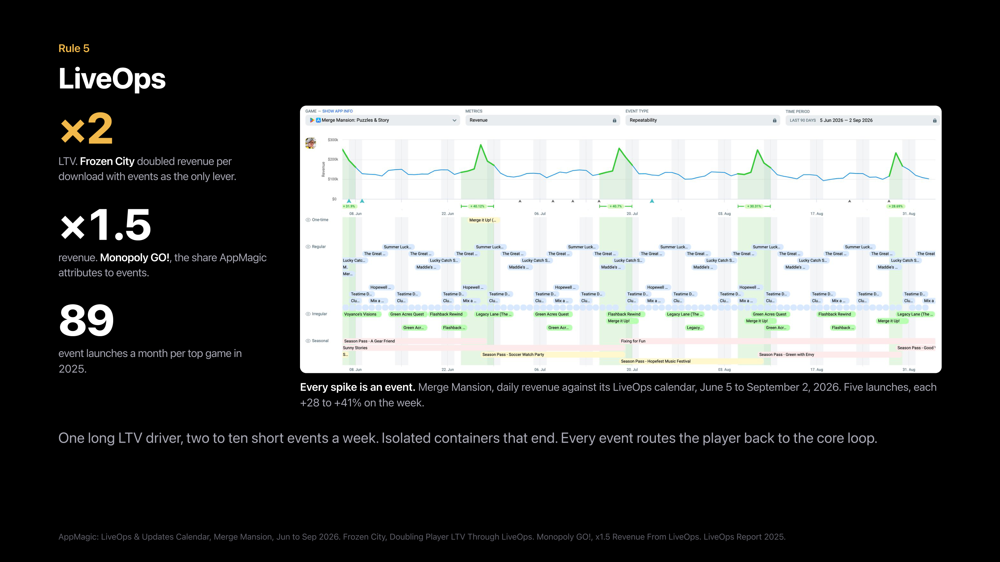 Rule 5
LiveOps
×2
LTV. Frozen City doubled revenue per
download with events as the only lever.
×1.5
revenue. Monopoly GO!, the share AppMagic
attributes to events.
89
event launches a month per top game in
2025.
GAME — SHOW APP INFO
METRICS
EVENT TYPE
TIME PERIOD
Merge Mansion: Puzzles & Story
Revenue
Repeatability
LAST 90 DAYS 5 Jun 2026 — 2 Sep 2026
$300k
$200k
Revenue
$100k
$0
+ 31.9% + 40.12% + 40.7% + 30.31% + 28.69%
08. Jun 22. Jun 06. Jul 20. Jul 03. Aug 17. Aug 31. Aug
One-time
Merge it Up! (...
Regular
Summer Luck... Summer Luck... Summer Luck... Summer Luck... Summer Luck... Summer Luck...
The Great ... The Great ... The Great ... The Great ... The Great ... The Great ... The Great ... The Great ... The Great ... The Great ... The Great ... The Great ... The Great
Lucky Catc... Lucky Catch S... Lucky Catch S... Lucky Catch S... Lucky Catch S... Lucky Catch S... Lucky Catch S...
M.. Maddie's ... Maddie's ... Maddie's ... Maddie's ... Maddie's ... Maddie's ...
Mer...
Hopewell ... Hopewell ... Hopewell ... Hopewell ... Hopewell ...
Teatime D... Teatime D... Teatime D... Teatime D... Teatime D... Teatime D... Teatime D... Teatime D... Teatime D... Teatime D... Teatime D... Teatime D... Teatime D...
Clu... Mix a ... Clu... Clu... Mix a ... Clu... Clu... Mix a ... Clu... Clu... Mix a ... Clu... Clu... Mix a ... Clu... Clu... Mix a ... Clu... Clu... Mix a
Irregular
Voyance's Visions Green Acres Quest Flashback Rewind Legacy Lane (The ... Green Acres Quest Flashback Rewind Legacy Lane (The ... Green Acres Quest Flashback Rewind Legacy Lane (The ...
Merge it Up! Merge it Up! Merge it Up!
Green Acr... Flashback ... Green Acr... Legacy... Green Acr... Flashback ...
Seasonal
Season Pass - A Gear Friend Fixing for Fun
Sunny Stories Season Pass - Good
S... Season Pass - Soccer Watch Party Season Pass - Green with Envy
Season Pass - Hopefest Music Festival
08. Jun 22. Jun 06. Jul 20. Jul 03. Aug 17. Aug 31. Aug
Every spike is an event. Merge Mansion, daily revenue against its LiveOps calendar, June 5 to September 2, 2026. Five launches, each
+28 to +41% on the week.
One long LTV driver, two to ten short events a week. Isolated containers that end. Every event routes the player back to the core loop.
AppMagic: LiveOps & Updates Calendar, Merge Mansion, Jun to Sep 2026. Frozen City, Doubling Player LTV Through LiveOps. Monopoly GO!, x1.5 Revenue From LiveOps. LiveOps Report 2025.